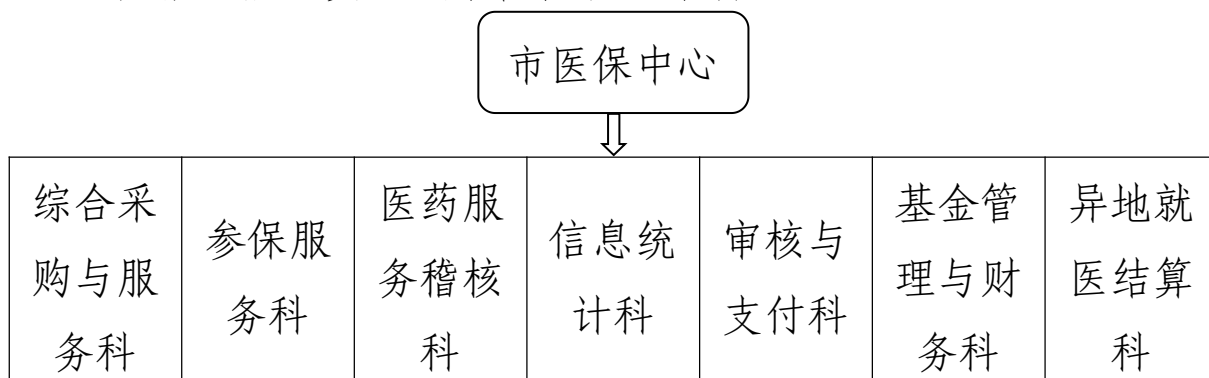 市医保中心
综合采
购与服
务科
参保服
务科
医药服
务稽核
科
信息统
计科
审核与
支付科
基金管
理与财
务科
异地就
医结算
科